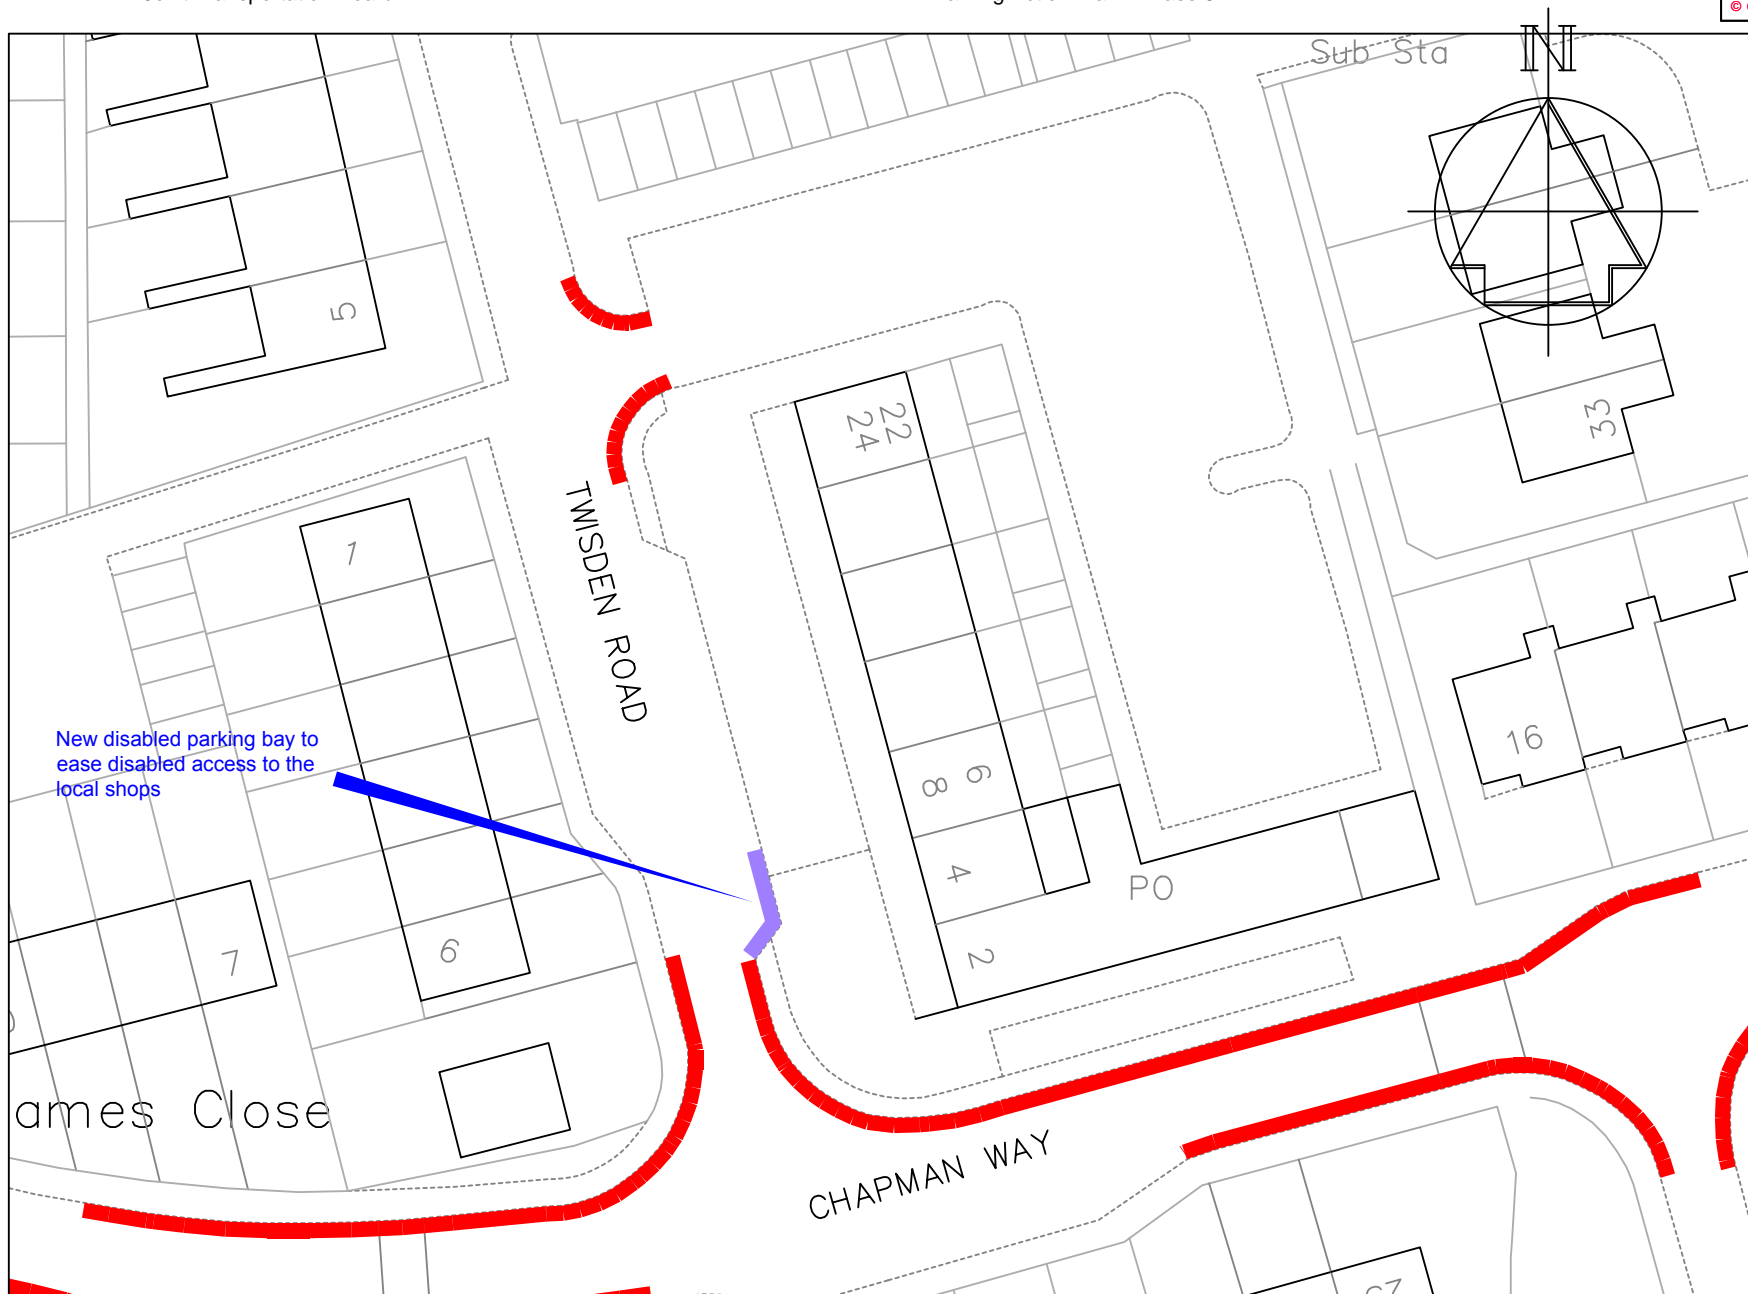 Sub Sta
N
5
24
22
33
1
TWISDEN ROAD
New disabled parking bay to
ease disabled access to the
local shops
16
8
6
4
PO
7
6
2
ames Close
CHAPMAN WAY